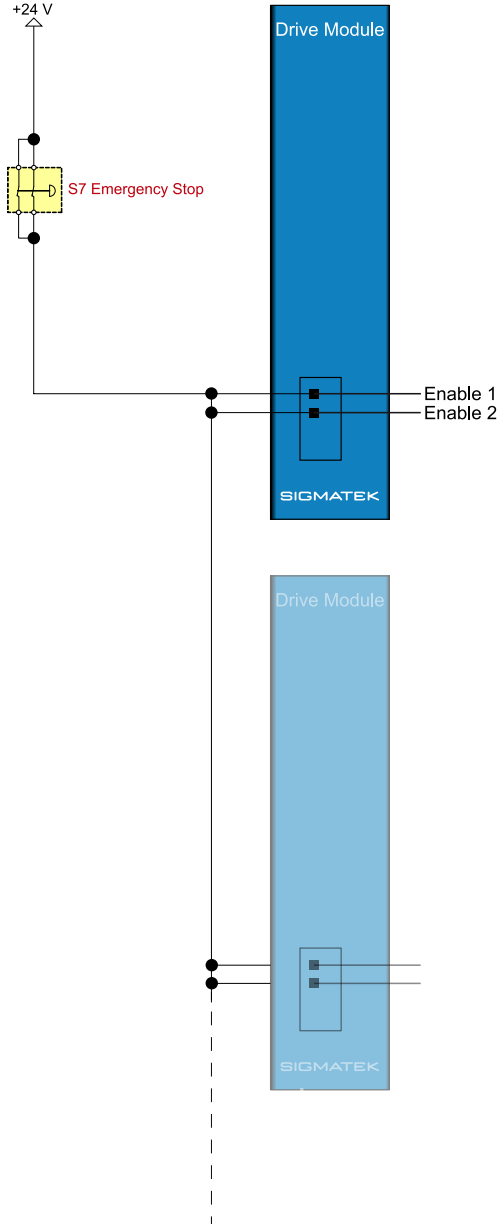 +24 V
Drive Module
S7 Emergency Stop
Enable 1
Enable 2
SIGMATEK
Drive Module
SIGMATEK